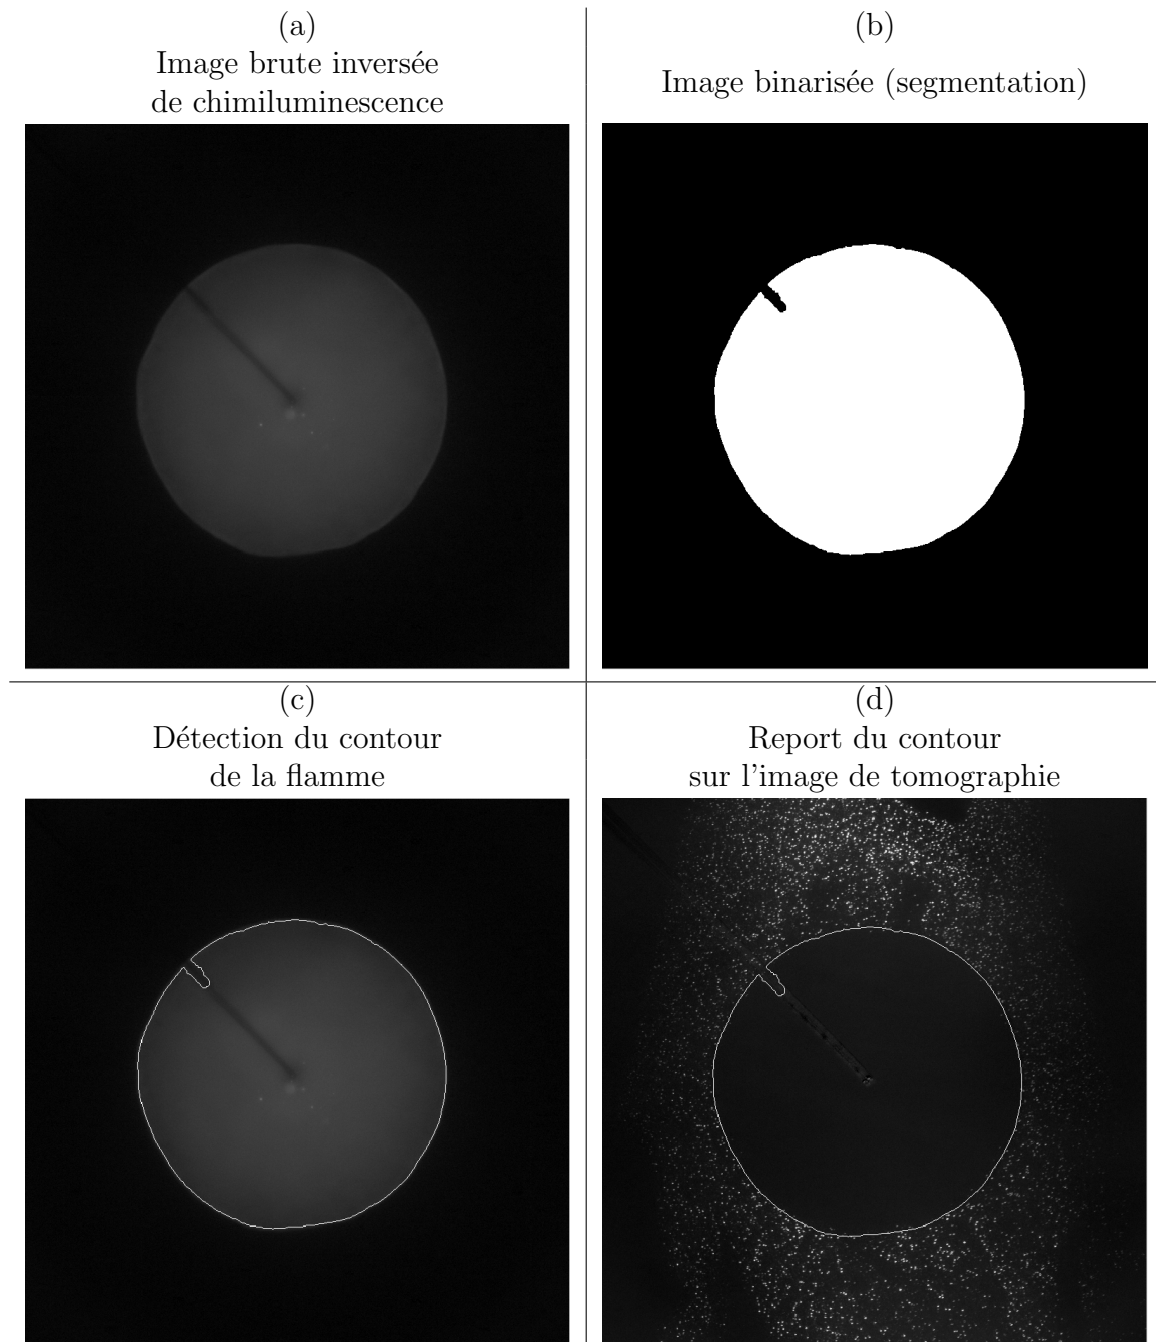 (a)
Image brute inversée
de chimiluminescence
(b)
Image binarisée (segmentation)
(c)
Détection du contour
de la flamme
(d)
Report du contour
sur l'image de tomographie